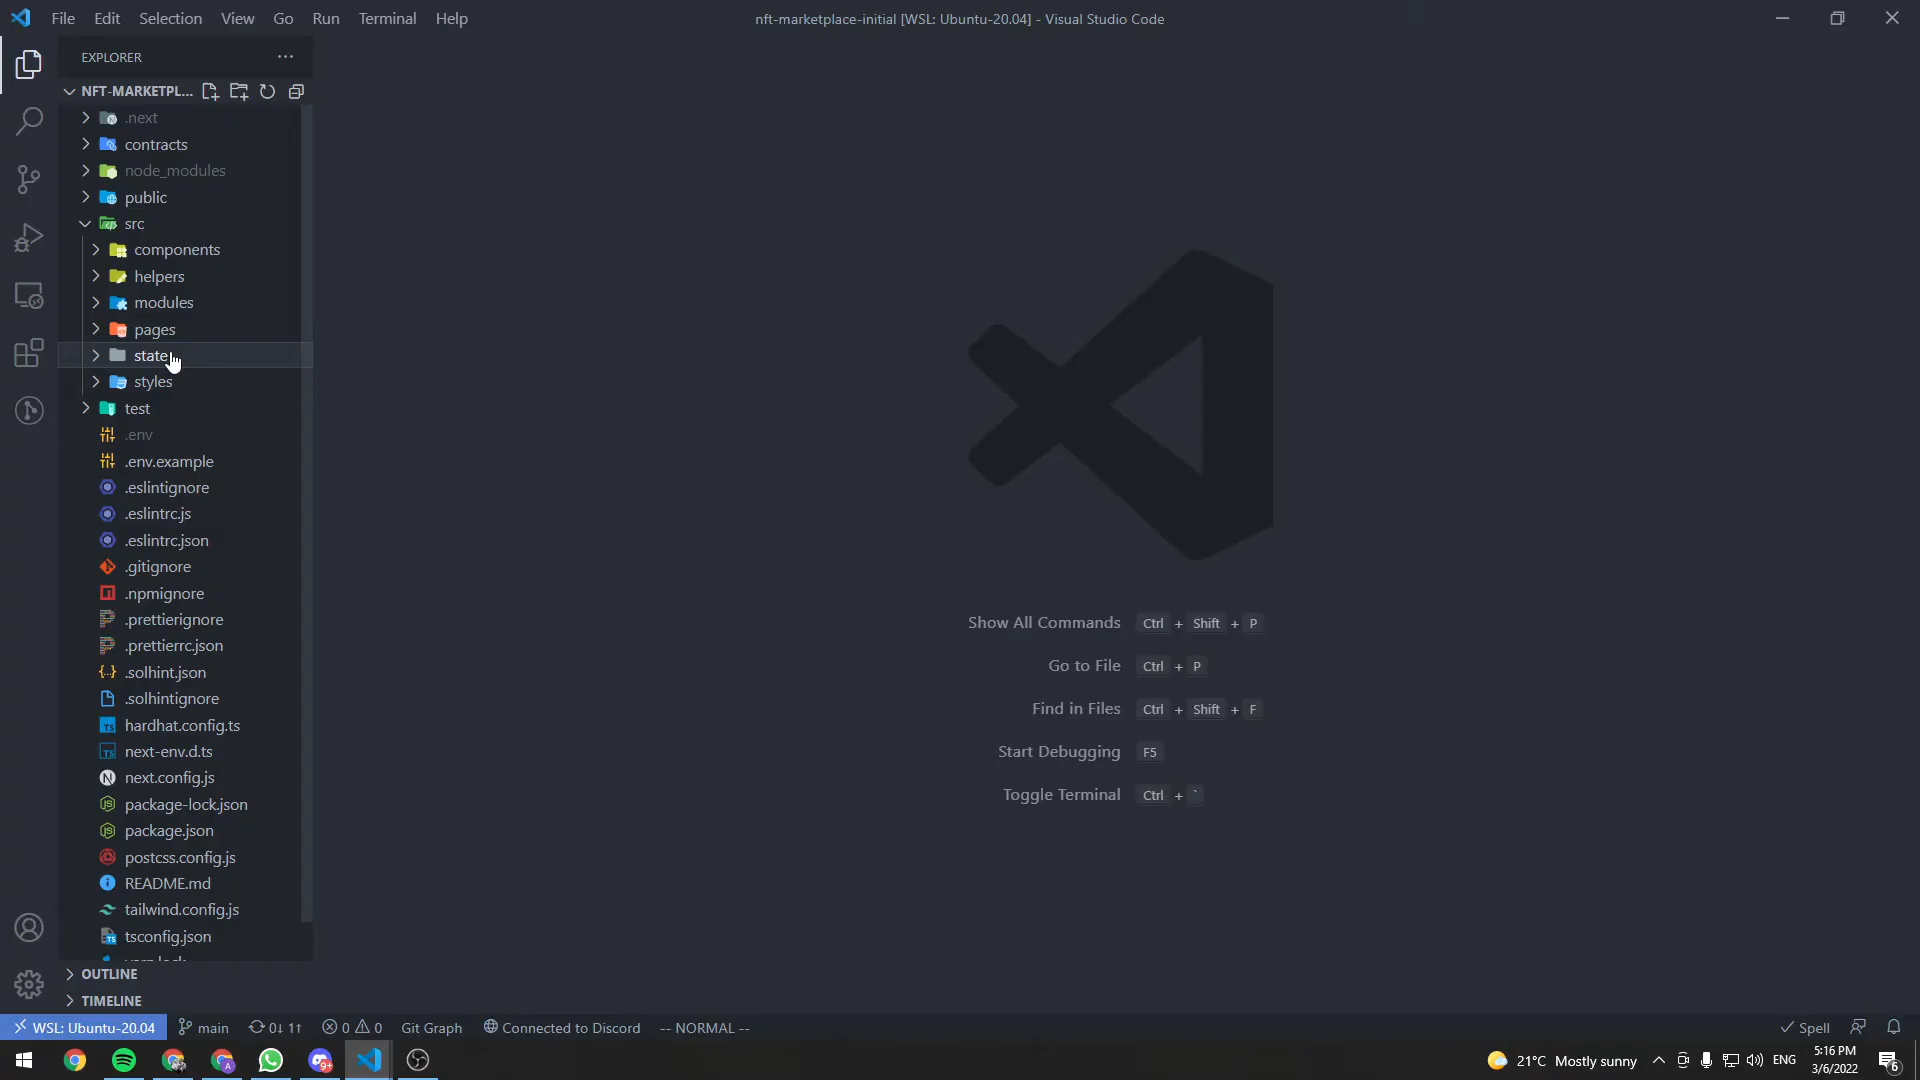 File Edit Selection View Go Run Terminal Help
nft-marketplace-initial [WSL: Ubuntu-20.04] - Visual Studio Code
EXPLORER
NFT-MARKETPL...
.next
contracts
node_modules
public
src
components
helpers
modules
pages
state
styles
test
.env
.env.example
.eslintignore
.eslintrc.js
.eslintrc.json
.gitignore
.npmignore
.prettierignore
.prettierrc.json
.solhint.json
.solhintignore
hardhat.config.ts
next-env.d.ts
next.config.js
package-lock.json
package.json
postcss.config.js
README.md
tailwind.config.js
tsconfig.json
OUTLINE
TIMELINE
Show All Commands Ctrl + Shift + P
Go to File Ctrl + P
Find in Files Ctrl + Shift + F
Start Debugging F5
Toggle Terminal Ctrl + `
WSL: Ubuntu-20.04 main 0↓ 1↑ 0 0 Git Graph Connected to Discord -- NORMAL -- Spell
9+ 21°C Mostly sunny ENG 5:16 PM 6
3/6/2022